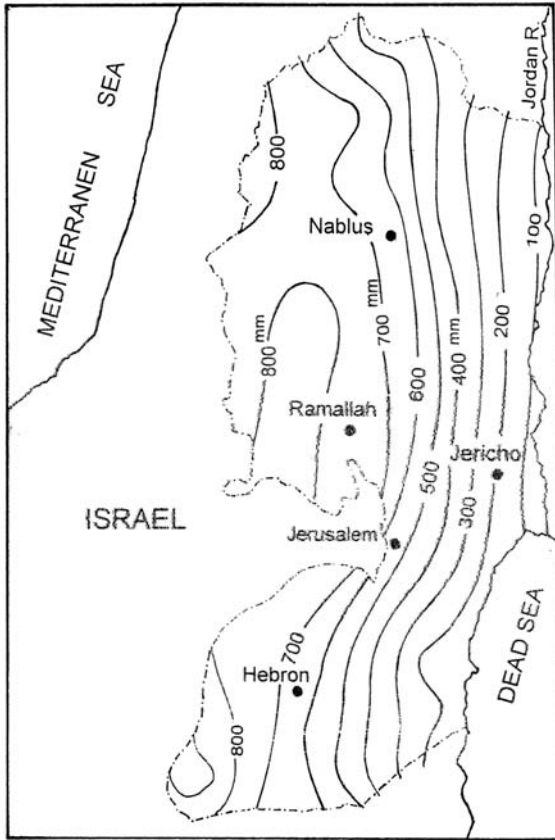 MEDITERRANEN SEA
Jordan R.
800
100
Nablus
200
800 mm
700 mm
400 mm
600
Ramallah
Jericho
500
300
ISRAEL
Jerusalem
700
Hebron
DEAD SEA
800